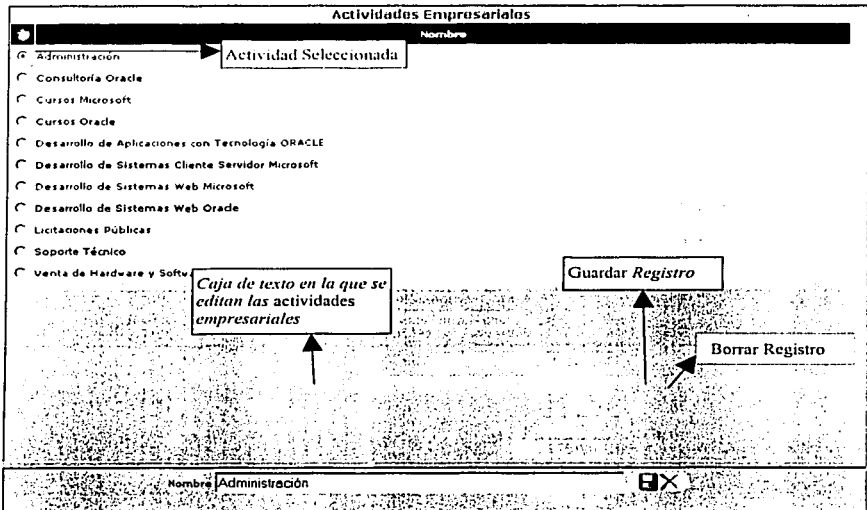 Actividades Empresariales
Nombre
Administración
Actividad Seleccionada
Consultoría Oracle
Cursos Microsoft
Cursos Oracle
Desarrollo de Aplicaciones con Tecnología ORACLE
Desarrollo de Sistemas Cliente Servidor Microsoft
Desarrollo de Sistemas Web Microsoft
Desarrollo de Sistemas Web Oracle
Licitaciones Públicas
Soporte Técnico
Venta de Hardware y
Caja de texto en la que se
editan las actividades
empresariales
Guardar Registro
Borrar Registro
Nombre Administración